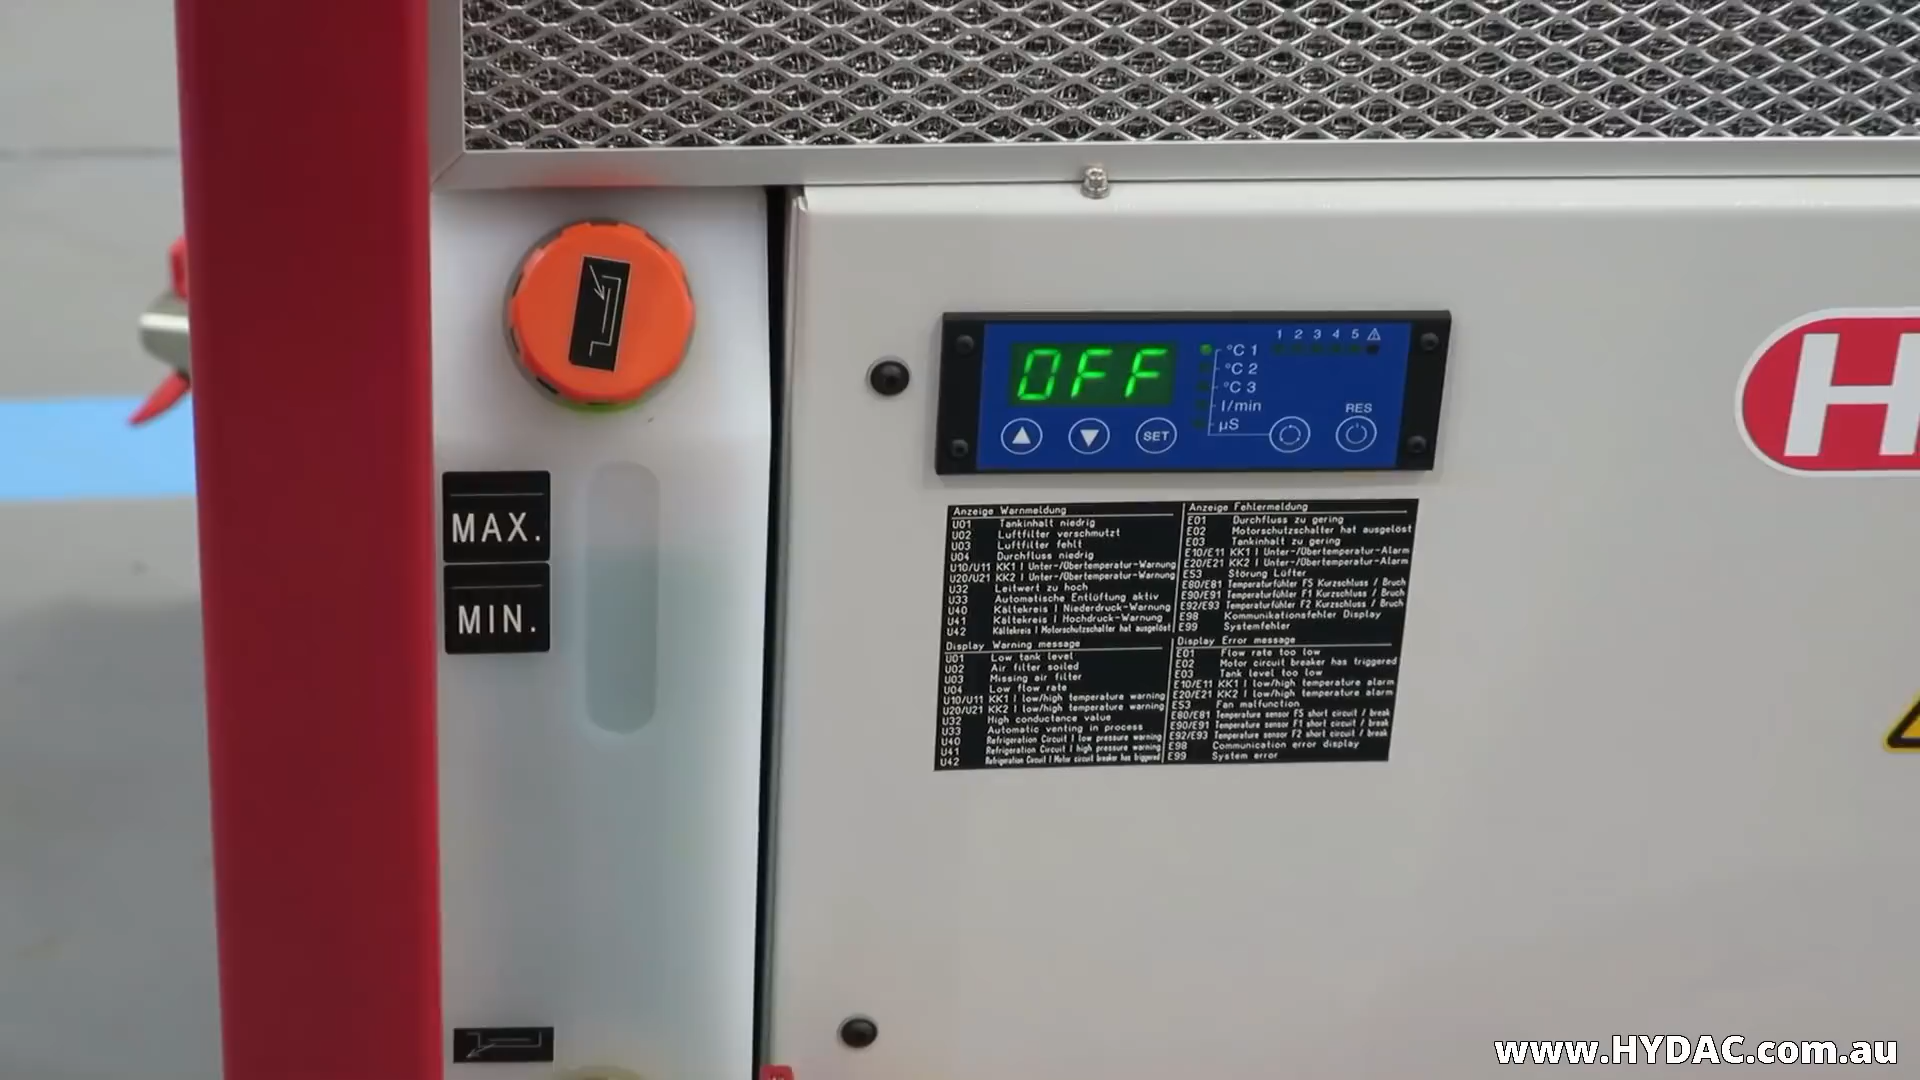 OFF
1 2 3 4 5
°C 1
°C 2
°C 3
l/min
µS
SET
RES
H
MAX.
MIN.
Anzeige Warnmeldung
U01 Tankinhalt niedrig
U02 Luftfilter verschmutzt
U03 Luftfilter fehlt
U04 Durchfluss niedrig
U10/U11 KK1 | Unter-/Übertemperatur-Warnung
U20/U21 KK2 | Unter-/Übertemperatur-Warnung
U32 Leitwert zu hoch
U33 Automatische Entlüftung aktiv
U40 Kältekreis | Niederdruck-Warnung
U41 Kältekreis | Hochdruck-Warnung
U42 Kältekreis | Motorschutzschalter hat ausgelöst
Anzeige Fehlermeldung
E01 Durchfluss zu gering
E02 Motorschutzschalter hat ausgelöst
E03 Tankinhalt zu gering
E10/E11 KK1 | Unter-/Übertemperatur-Alarm
E20/E21 KK2 | Unter-/Übertemperatur-Alarm
E53 Störung Lüfter
E80/E81 Temperaturfühler F5 Kurzschluss / Bruch
E90/E91 Temperaturfühler F1 Kurzschluss / Bruch
E92/E93 Temperaturfühler F2 Kurzschluss / Bruch
E98 Kommunikationsfehler Display
E99 Systemfehler
Display Warning message
U01 Low tank level
U02 Air filter soiled
U03 Missing air filter
U04 Low flow rate
U10/U11 KK1 | low/high temperature warning
U20/U21 KK2 | low/high temperature warning
U32 High conductance value
U33 Automatic venting in process
U40 Refrigeration Circuit | low pressure warning
U41 Refrigeration Circuit | high pressure warning
U42 Refrigeration Circuit | Motor circuit breaker has triggered
Display Error message
E01 Flow rate too low
E02 Motor circuit breaker has triggered
E03 Tank level too low
E10/E11 KK1 | low/high temperature alarm
E20/E21 KK2 | low/high temperature alarm
E53 Fan malfunction
E80/E81 Temperature sensor F5 short circuit / break
E90/E91 Temperature sensor F1 short circuit / break
E92/E93 Temperature sensor F2 short circuit / break
E98 Communication error display
E99 System error
www.HYDAC.com.au